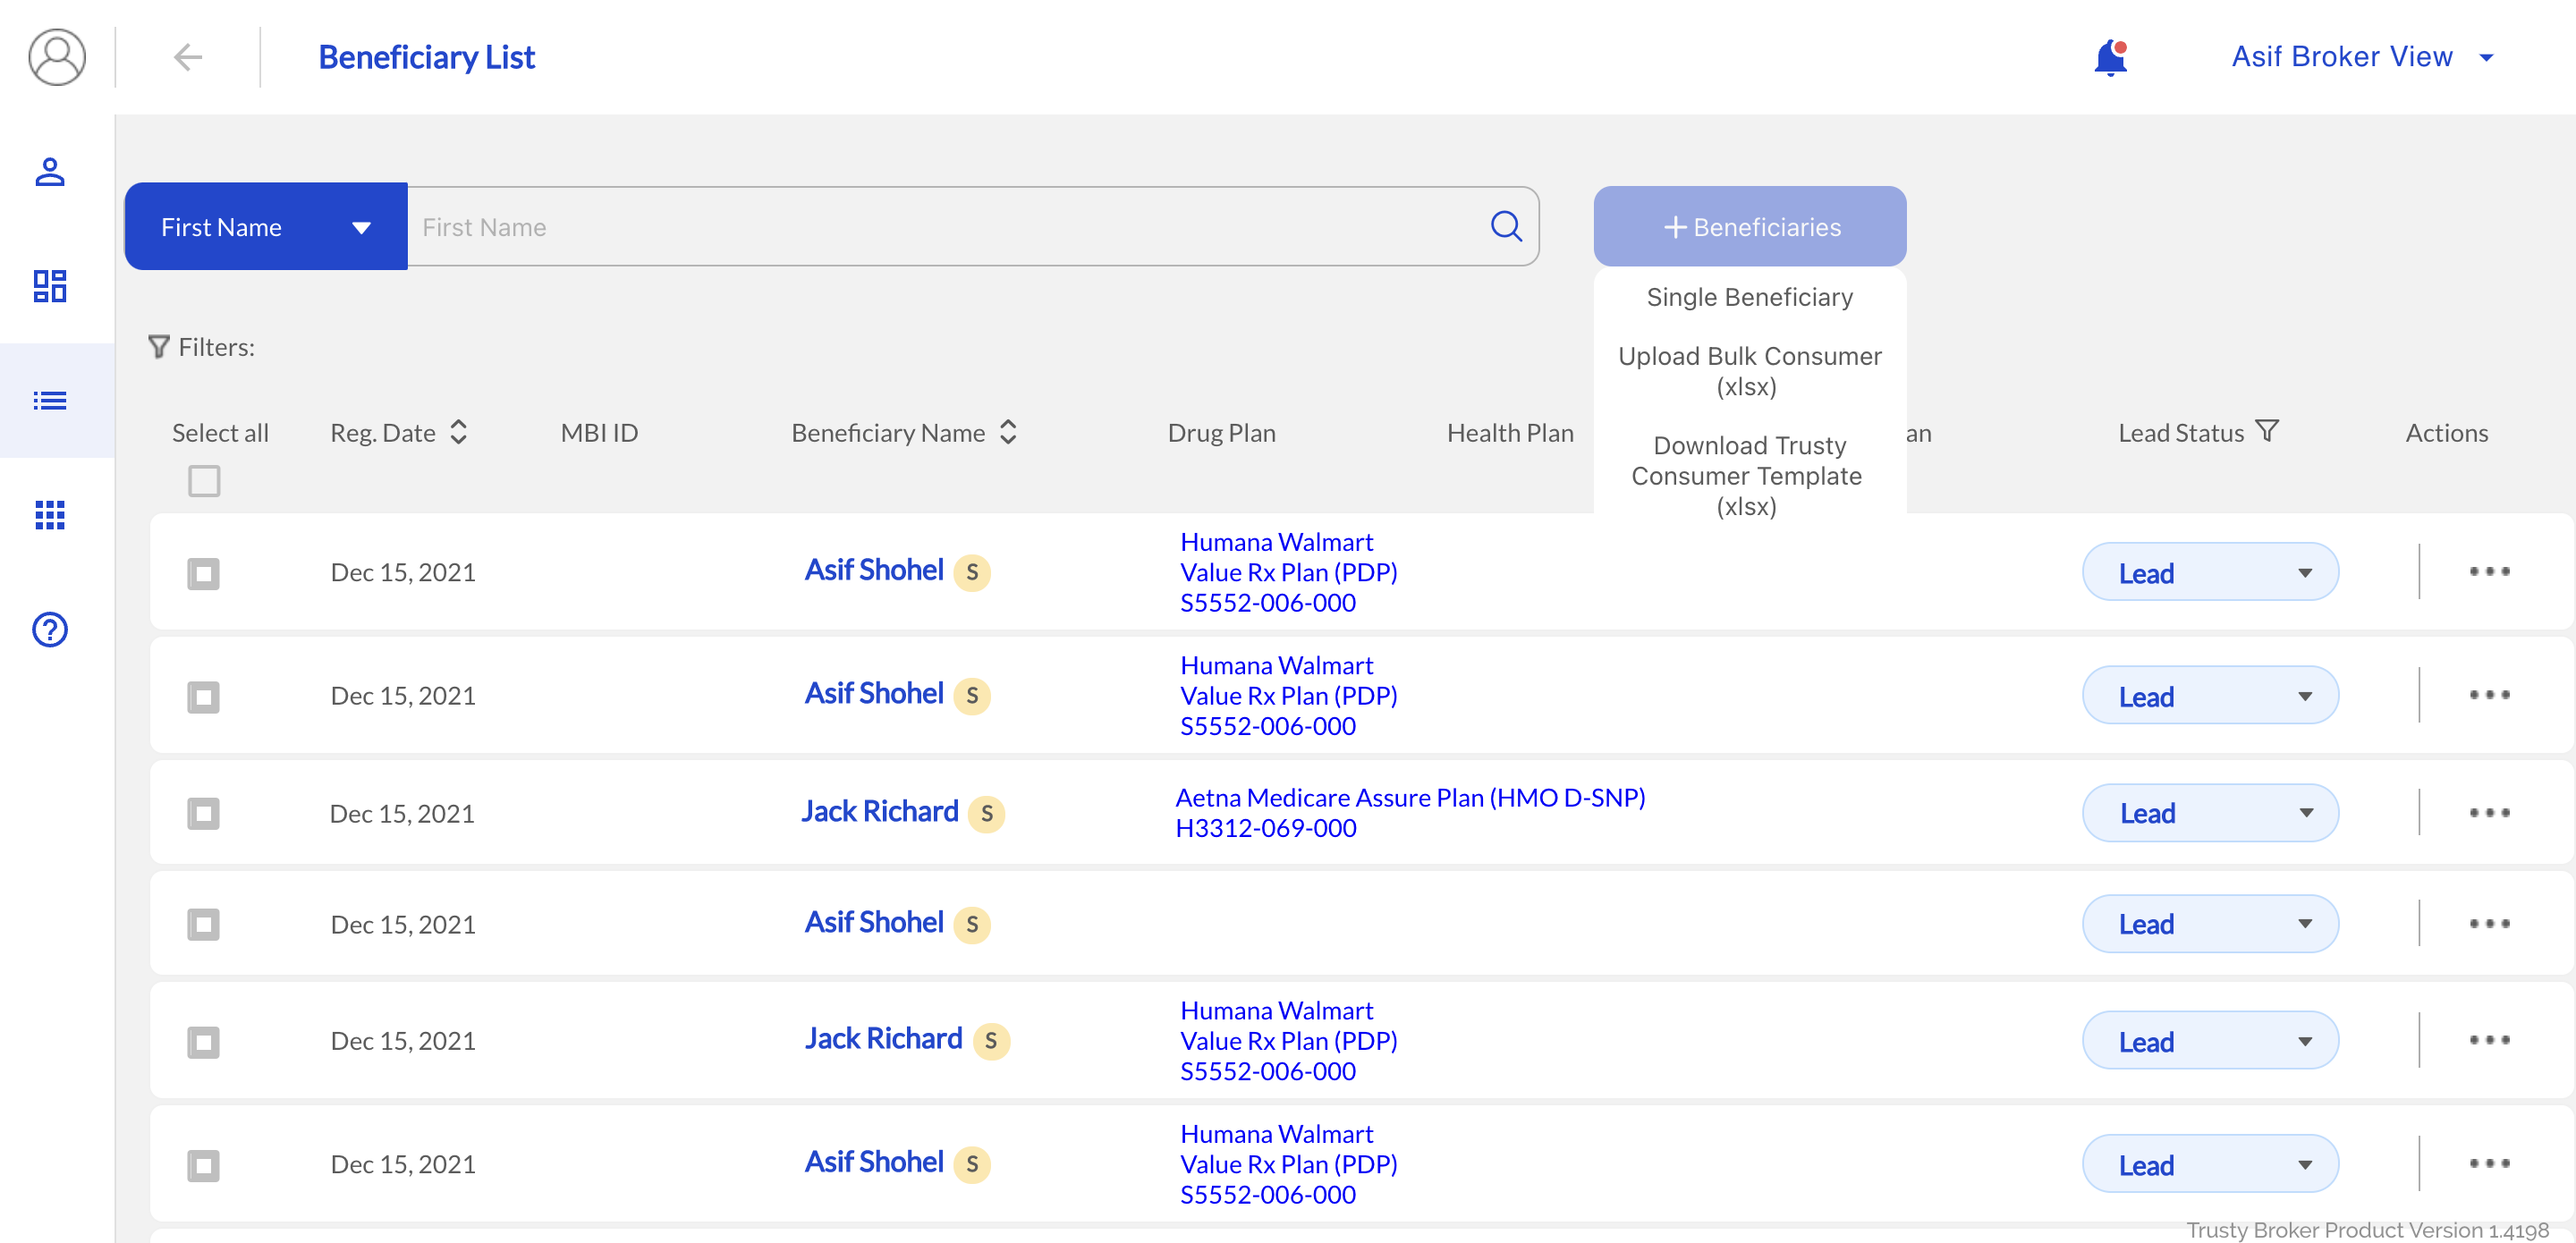 Beneficiary List
Asif Broker View
First Name
First Name
+ Beneficiaries
Single Beneficiary
Upload Bulk Consumer
(xlsx)
Download Trusty
Consumer Template
(xlsx)
Filters:
Select all Reg. Date MBI ID Beneficiary Name Drug Plan Health Plan an Lead Status Actions
Dec 15, 2021 Asif Shohel S
Humana Walmart
Value Rx Plan (PDP)
S5552-006-000
Lead
Dec 15, 2021 Asif Shohel S
Humana Walmart
Value Rx Plan (PDP)
S5552-006-000
Lead
Dec 15, 2021 Jack Richard S
Aetna Medicare Assure Plan (HMO D-SNP)
H3312-069-000
Lead
Dec 15, 2021 Asif Shohel S
Lead
Dec 15, 2021 Jack Richard S
Humana Walmart
Value Rx Plan (PDP)
S5552-006-000
Lead
Dec 15, 2021 Asif Shohel S
Humana Walmart
Value Rx Plan (PDP)
S5552-006-000
Lead
Trusty Broker Product Version 1.4198